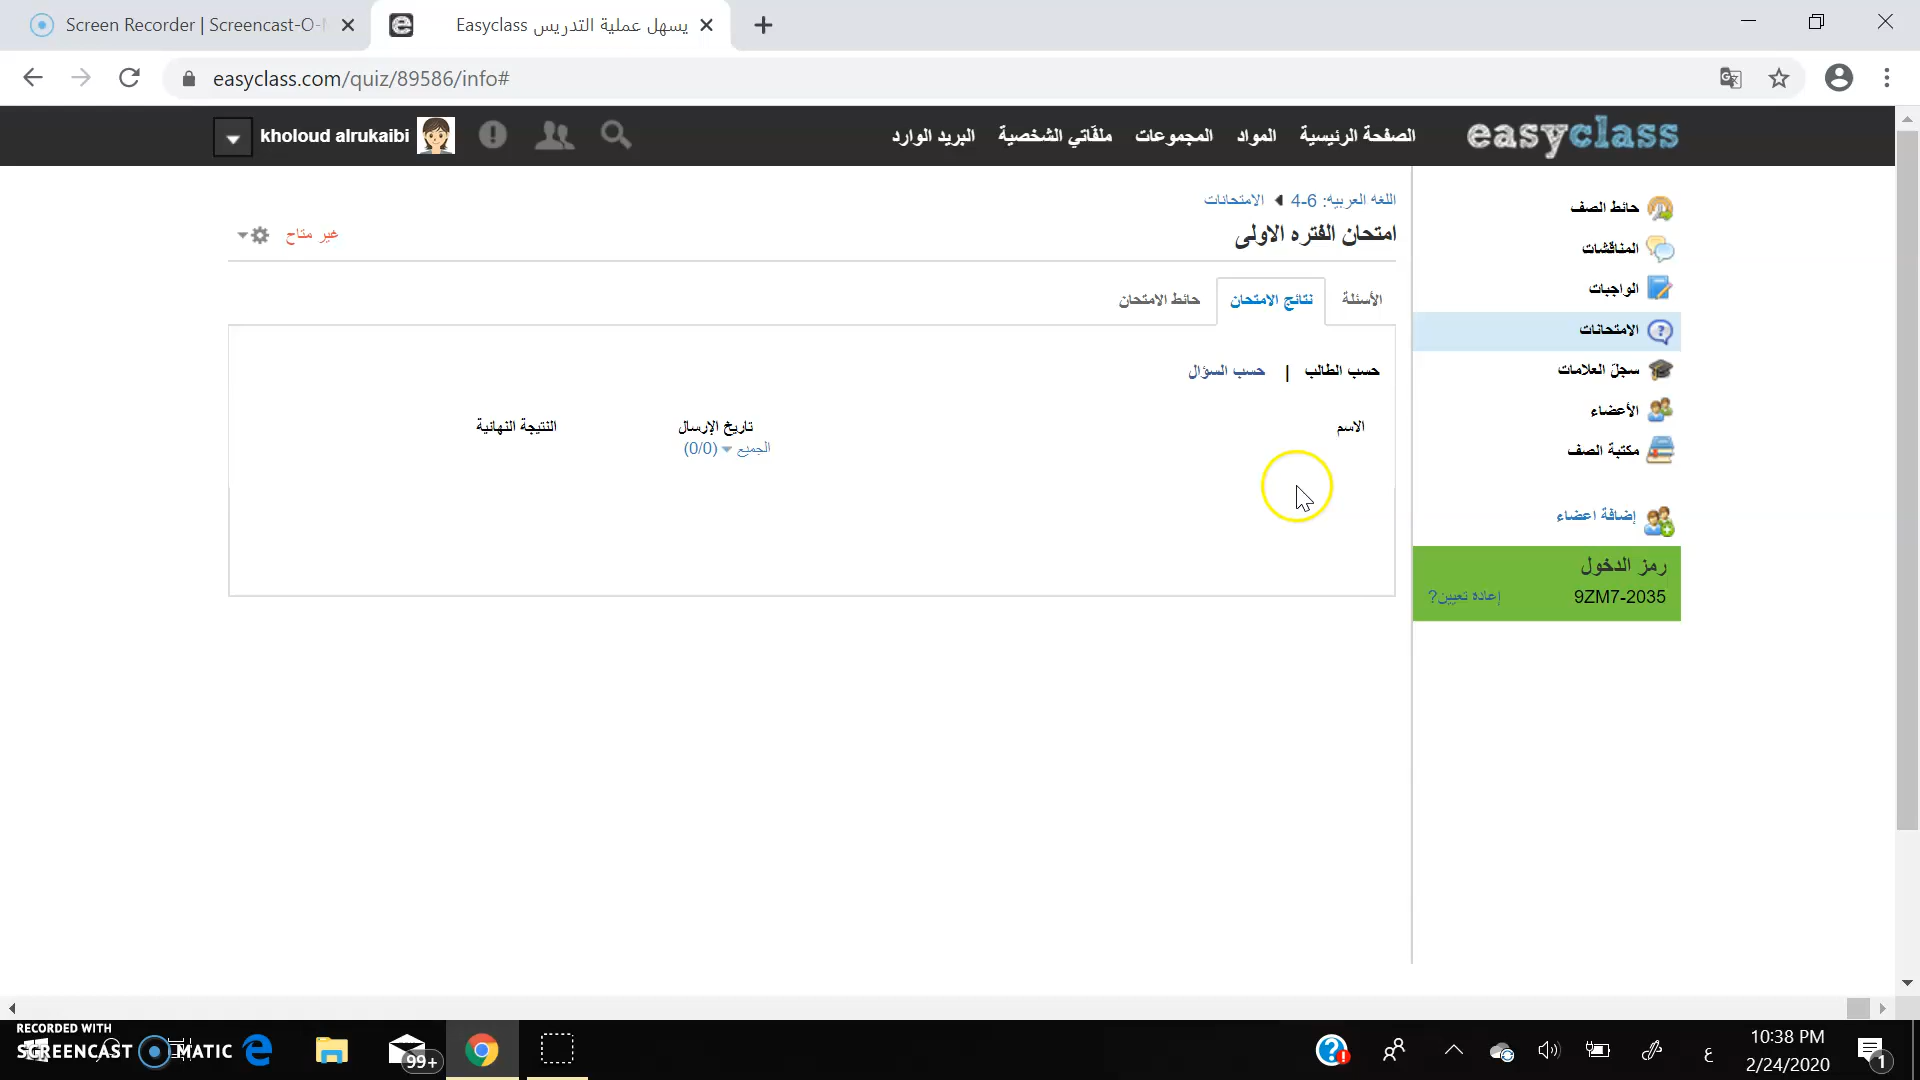 Screen Recorder | Screencast-O-
Easyclass يسهل عملية التدريس
easyclass.com/quiz/89586/info#
easyclass
الصفحة الرئيسية
المواد
المجموعات
ملفّاتي الشخصية
البريد الوارد
kholoud alrukaibi
اللغه العربيه: 6-4
الامتحانات
امتحان الفتره الاولى
غير متاح
الأسئلة
نتائج الامتحان
حائط الامتحان
حسب الطالب | حسب السؤال
الاسم
تاريخ الإرسال
النتيجة النهائية
الجميع (0/0)
حائط الصف
المناقشات
الواجبات
الامتحانات
سجلّ العلامات
الأعضاء
مكتبة الصف
إضافة اعضاء
رمز الدخول
9ZM7-2035
إعادة تعيين?
RECORDED WITH
SCREENCAST MATIC
99+
ع
10:38 PM
2/24/2020
1